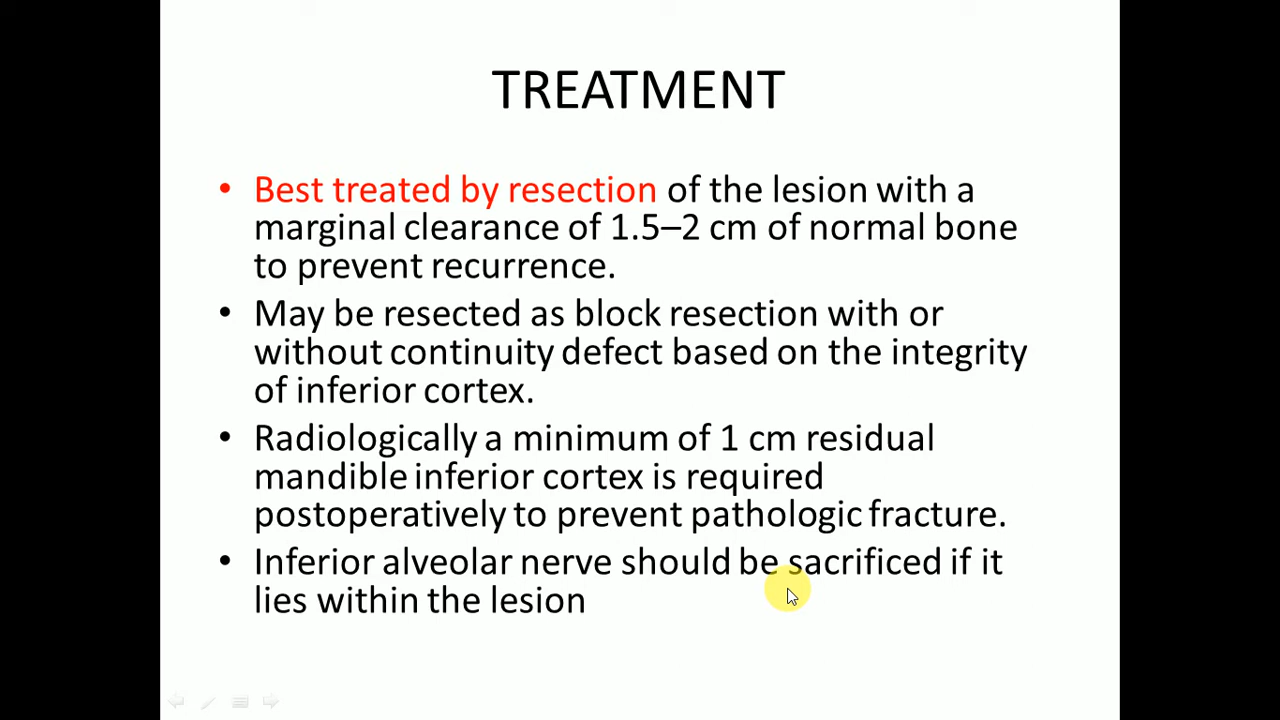 TREATMENT
• Best treated by resection of the lesion with a
marginal clearance of 1.5–2 cm of normal bone
to prevent recurrence.
• May be resected as block resection with or
without continuity defect based on the integrity
of inferior cortex.
• Radiologically a minimum of 1 cm residual
mandible inferior cortex is required
postoperatively to prevent pathologic fracture.
• Inferior alveolar nerve should be sacrificed if it
lies within the lesion